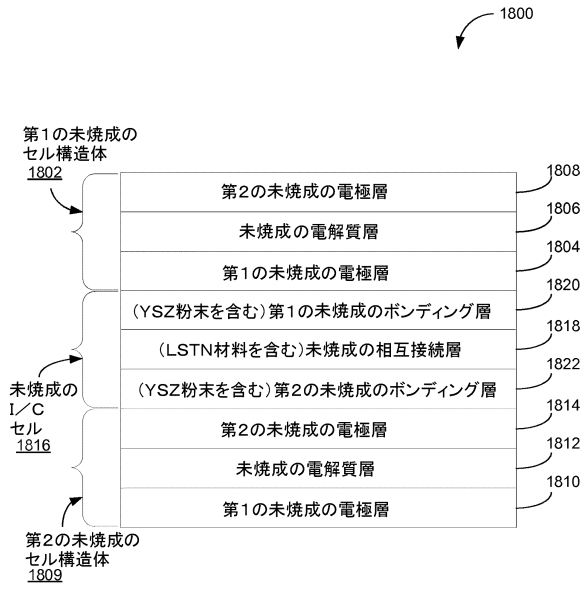 1800
第1の未焼成の
セル構造体
1802
第2の未焼成の電極層
1808
未焼成の電解質層
1806
第1の未焼成の電極層
1804
(YSZ粉末を含む)第1の未焼成のボンディング層
1820
(LSTN材料を含む)未焼成の相互接続層
1818
(YSZ粉末を含む)第2の未焼成のボンディング層
1822
未焼成の
I/C
セル
1816
第2の未焼成の電極層
1814
未焼成の電解質層
1812
第1の未焼成の電極層
1810
第2の未焼成の
セル構造体
1809